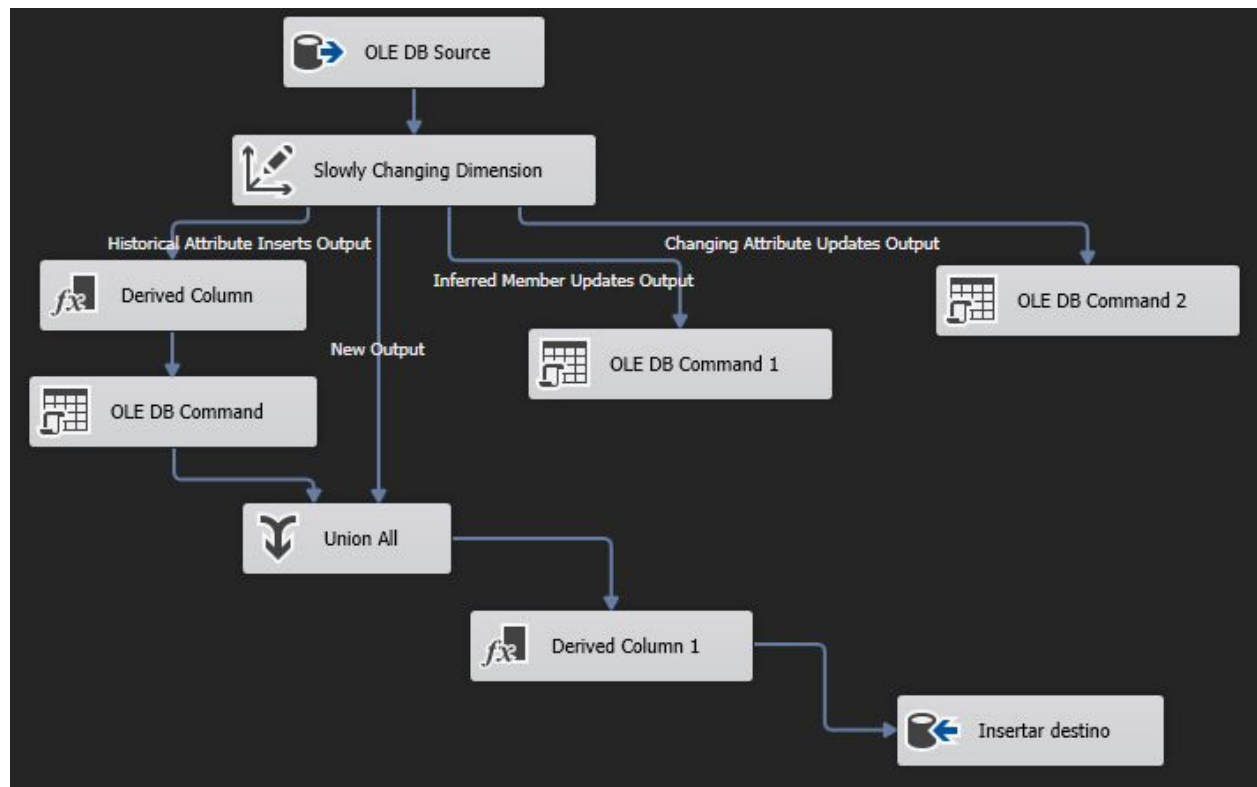 OLE DB Source
Slowly Changing Dimension
Historical Attribute Inserts Output
Changing Attribute Updates Output
Inferred Member Updates Output
Derived Column
OLE DB Command 2
New Output
OLE DB Command 1
OLE DB Command
Union All
Derived Column 1
Insertar destino